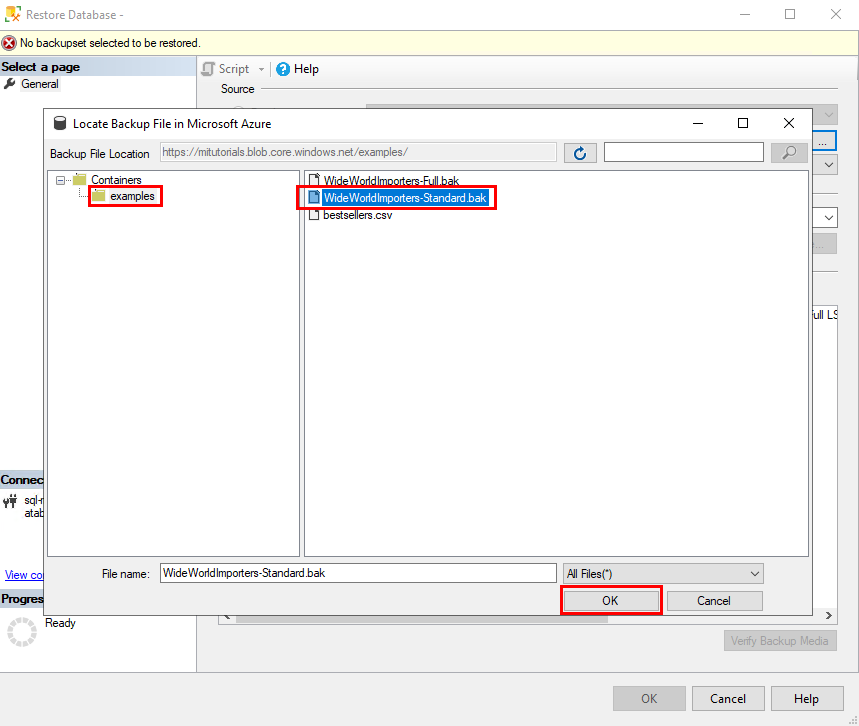 Restore Database -
No backupset selected to be restored.
Select a page
General
Script
Help
Source
Locate Backup File in Microsoft Azure
Backup File Location
https://mitutorials.blob.core.windows.net/examples/
...
Containers
examples
WideWorldImporters-Full.bak
WideWorldImporters-Standard.bak
bestsellers.csv
Full LS
Connec
sql-r
atab
View co
File name:
WideWorldImporters-Standard.bak
All Files(*)
OK
Cancel
Progres
Ready
Verify Backup Media
OK
Cancel
Help